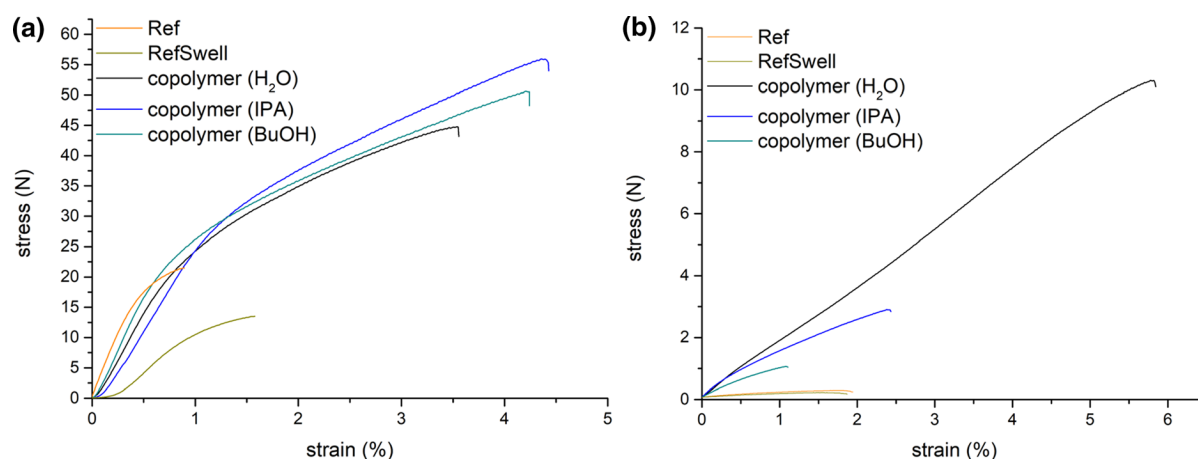 (a)
Ref
RefSwell
copolymer (H₂O)
copolymer (IPA)
copolymer (BuOH)
stress (N)
60
55
50
45
40
35
30
25
20
15
10
5
0
0
1
2
3
4
5
strain (%)
(b)
Ref
RefSwell
copolymer (H₂O)
copolymer (IPA)
copolymer (BuOH)
stress (N)
12
10
8
6
4
2
0
0
1
2
3
4
5
6
strain (%)